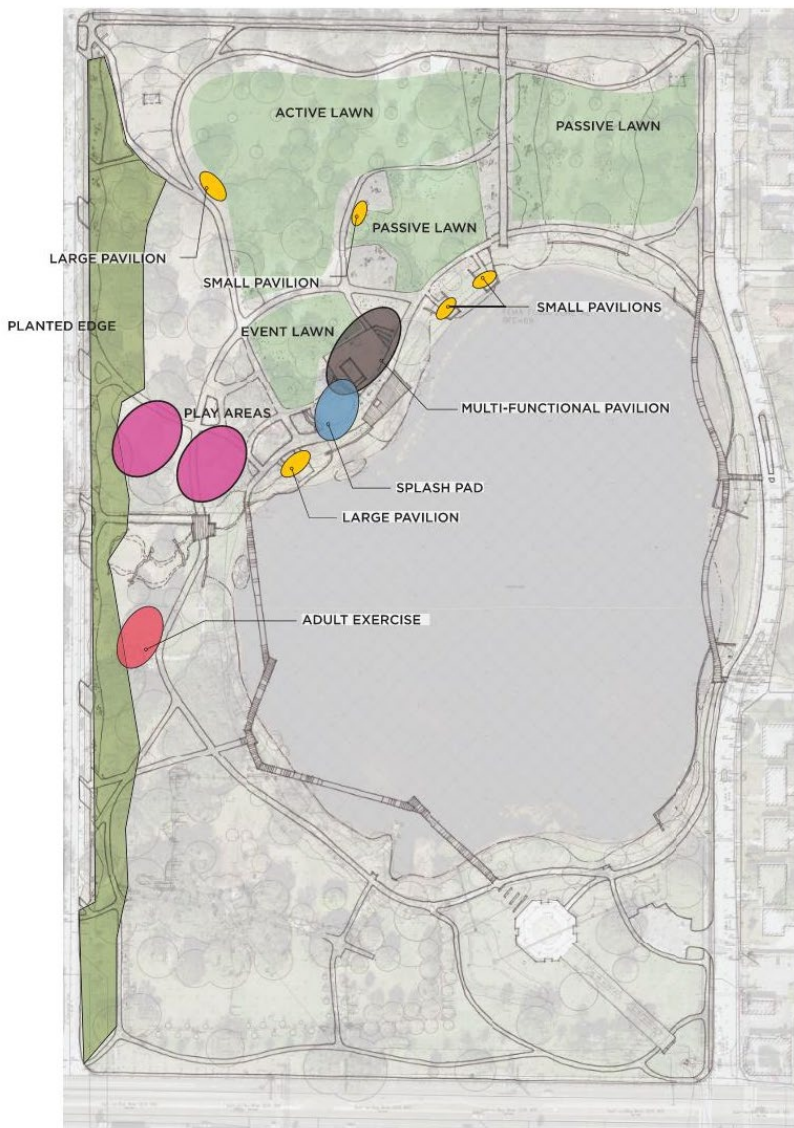 ACTIVE LAWN
PASSIVE LAWN
LARGE PAVILION
PASSIVE LAWN
SMALL PAVILION
SMALL PAVILIONS
PLANTED EDGE
EVENT LAWN
MULTI-FUNCTIONAL PAVILION
PLAY AREAS
SPLASH PAD
LARGE PAVILION
ADULT EXERCISE